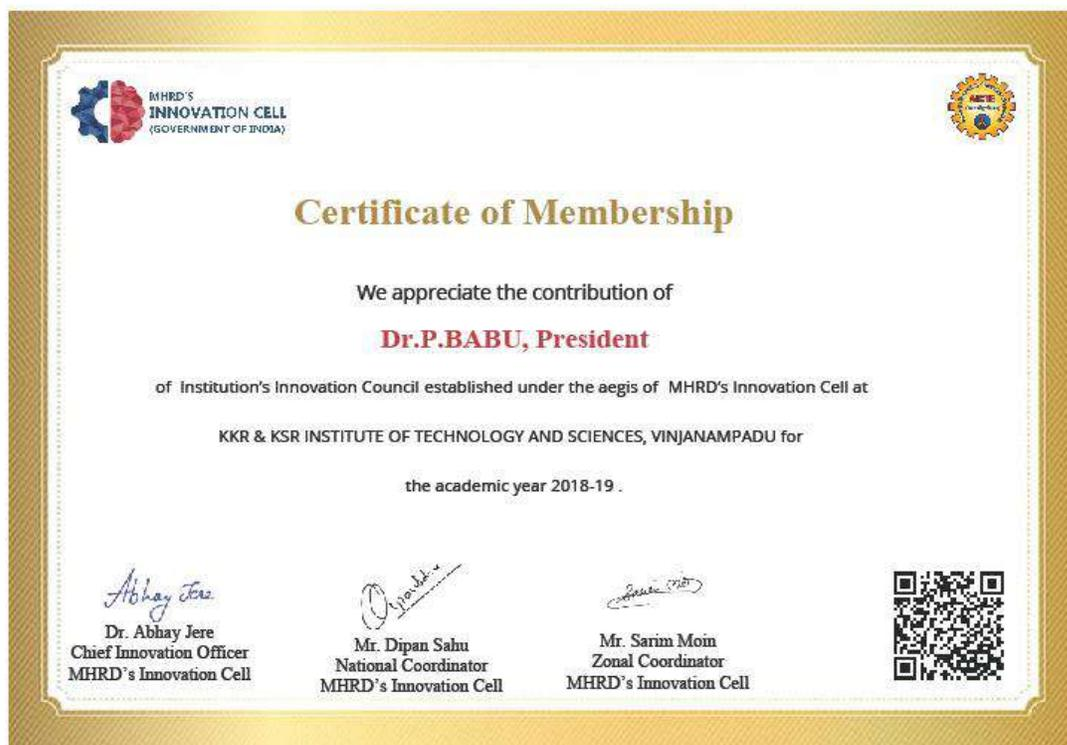 MHRD'S
INNOVATION CELL
(GOVERNMENT OF INDIA)
AICTE
Certificate of Membership
We appreciate the contribution of
Dr.P.BABU, President
of Institution's Innovation Council established under the aegis of MHRD's Innovation Cell at
KKR & KSR INSTITUTE OF TECHNOLOGY AND SCIENCES, VINJANAMPADU for
the academic year 2018-19 .
Abhay Jere
Dr. Abhay Jere
Chief Innovation Officer
MHRD's Innovation Cell
Mr. Dipan Sahu
National Coordinator
MHRD's Innovation Cell
Mr. Sarim Moin
Zonal Coordinator
MHRD's Innovation Cell